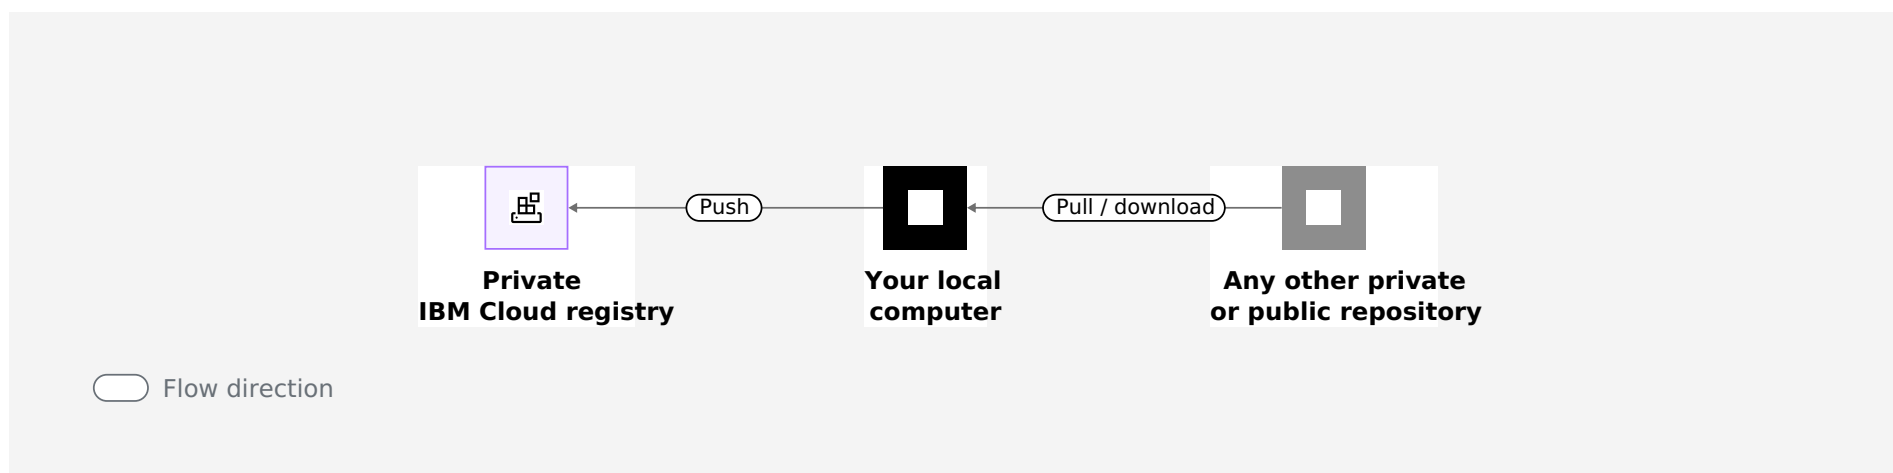 Push
Pull / download
Private
IBM Cloud registry
Your local
computer
Any other private
or public repository
Flow direction